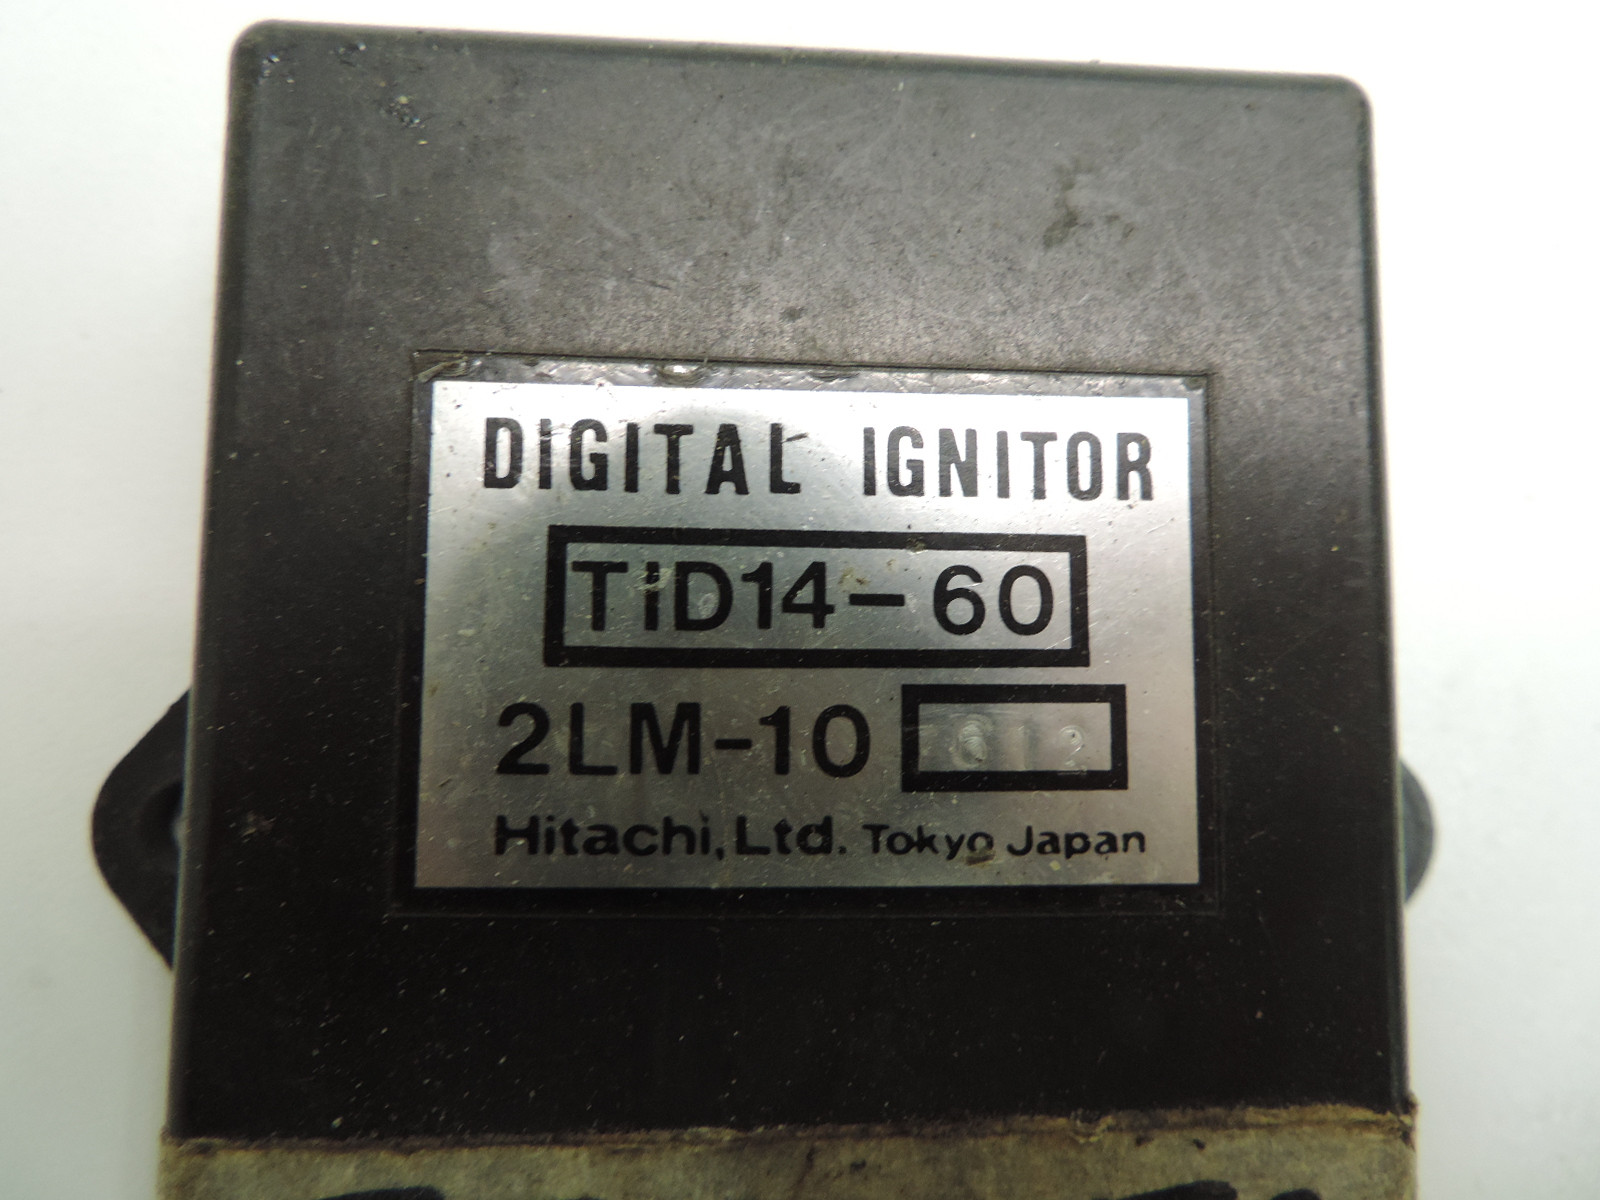 DIGITAL IGNITOR
TID14-60
2LM-10
Hitachi, Ltd. Tokyo Japan